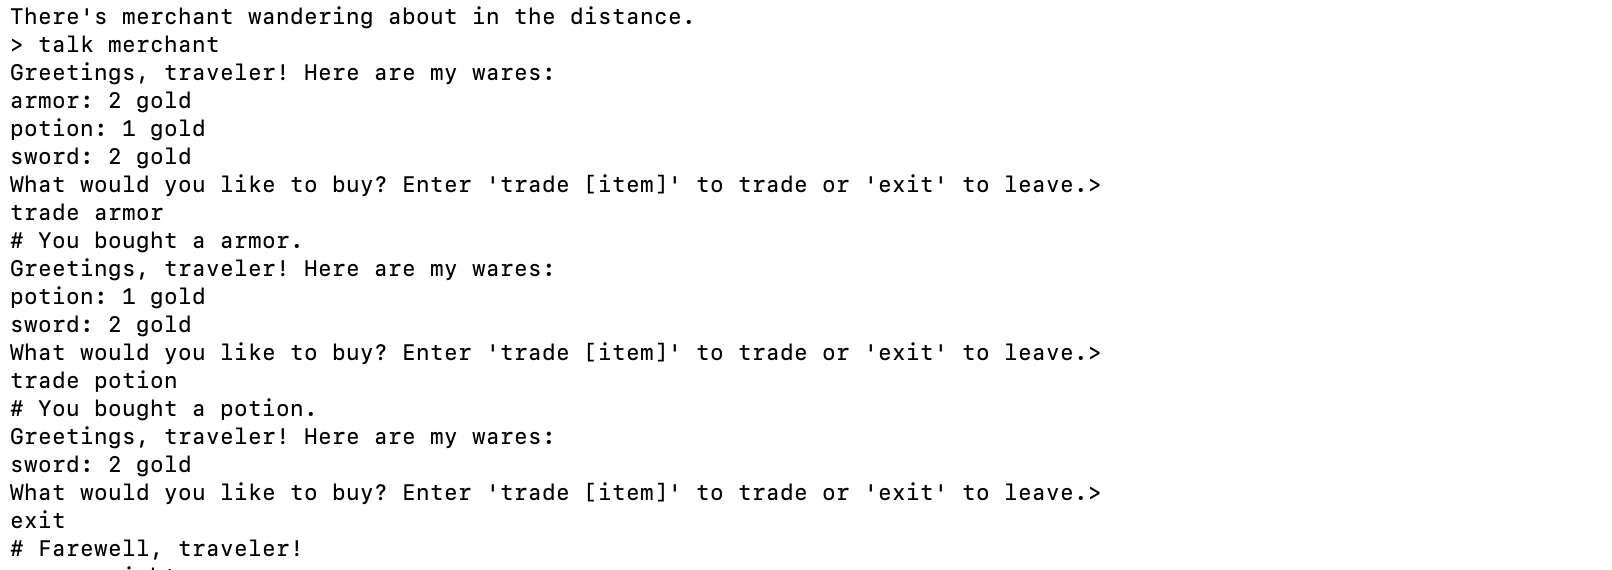 There's merchant wandering about in the distance.
> talk merchant
Greetings, traveler! Here are my wares:
armor: 2 gold
potion: 1 gold
sword: 2 gold
What would you like to buy? Enter 'trade [item]' to trade or 'exit' to leave.>
trade armor
# You bought a armor.
Greetings, traveler! Here are my wares:
potion: 1 gold
sword: 2 gold
What would you like to buy? Enter 'trade [item]' to trade or 'exit' to leave.>
trade potion
# You bought a potion.
Greetings, traveler! Here are my wares:
sword: 2 gold
What would you like to buy? Enter 'trade [item]' to trade or 'exit' to leave.>
exit
# Farewell, traveler!